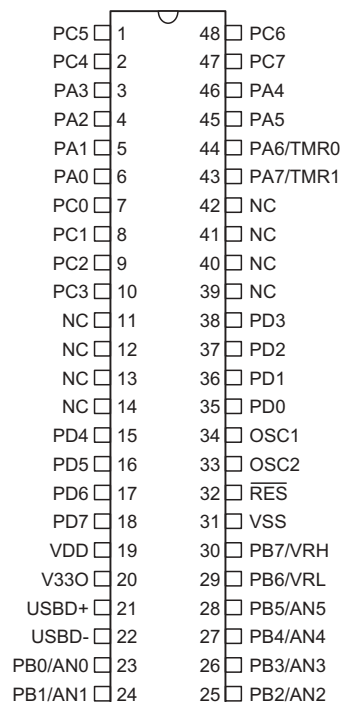 PC5 1 48 PC6
PC4 2 47 PC7
PA3 3 46 PA4
PA2 4 45 PA5
PA1 5 44 PA6/TMR0
PA0 6 43 PA7/TMR1
PC0 7 42 NC
PC1 8 41 NC
PC2 9 40 NC
PC3 10 39 NC
NC 11 38 PD3
NC 12 37 PD2
NC 13 36 PD1
NC 14 35 PD0
PD4 15 34 OSC1
PD5 16 33 OSC2
PD6 17 32 RES
PD7 18 31 VSS
VDD 19 30 PB7/VRH
V33O 20 29 PB6/VRL
USBD+ 21 28 PB5/AN5
USBD- 22 27 PB4/AN4
PB0/AN0 23 26 PB3/AN3
PB1/AN1 24 25 PB2/AN2